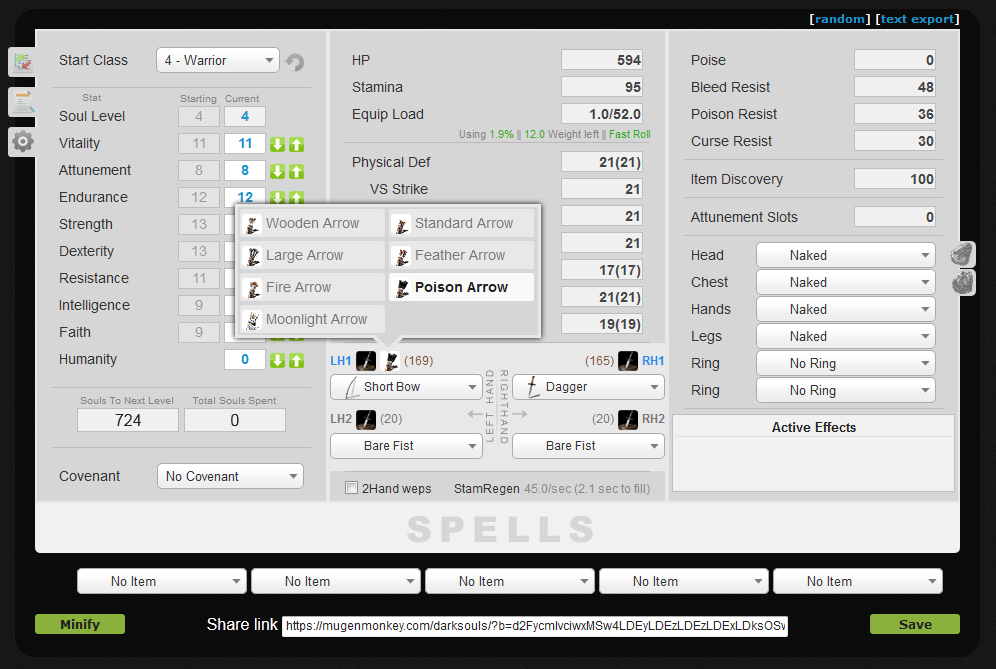 [random] [text export]
Start Class 4 - Warrior
Stat Starting Current
Soul Level 4 4
Vitality 11 11
Attunement 8 8
Endurance 12 12
Strength 13
Dexterity 13
Resistance 11
Intelligence 9
Faith 9
Humanity 0
Souls To Next Level Total Souls Spent
724 0
Covenant No Covenant
HP 594
Stamina 95
Equip Load 1.0/52.0
Using 1.9% || 12.0 Weight left || Fast Roll
Physical Def 21(21)
VS Strike 21
21
21
17(17)
21(21)
19(19)
Wooden Arrow Standard Arrow
Large Arrow Feather Arrow
Fire Arrow Poison Arrow
Moonlight Arrow
LH1 (169) (165) RH1
Short Bow Dagger
LEFT HAND RIGHT HAND
LH2 (20) (20) RH2
Bare Fist Bare Fist
2Hand weps StamRegen 45.0/sec (2.1 sec to fill)
Poise 0
Bleed Resist 48
Poison Resist 36
Curse Resist 30
Item Discovery 100
Attunement Slots 0
Head Naked
Chest Naked
Hands Naked
Legs Naked
Ring No Ring
Ring No Ring
Active Effects
SPELLS
No Item No Item No Item No Item No Item
Minify Share link https://mugenmonkey.com/darksouls/?b=d2FycmlvciwxMSw4LDEyLDEzLDEzLDExLDksOSw Save